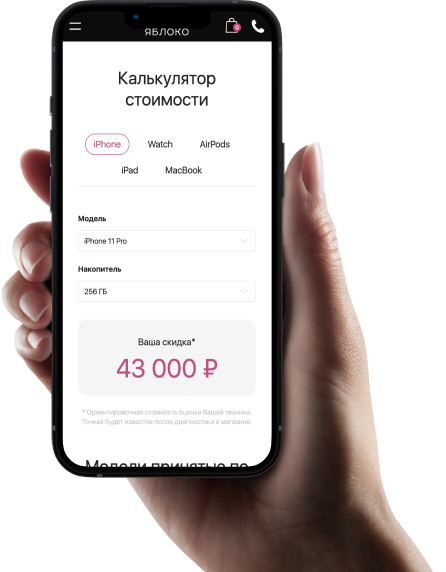 ЯБЛОКО
0
Калькулятор
стоимости
iPhone
Watch
AirPods
iPad
MacBook
Модель
iPhone 11 Pro
Накопитель
256 ГБ
Ваша скидка*
43 000 ₽
* Ориентировочная стоимость оценки Вашей техники.
Точная будет известна после диагностики в магазине.
Модели принятые по